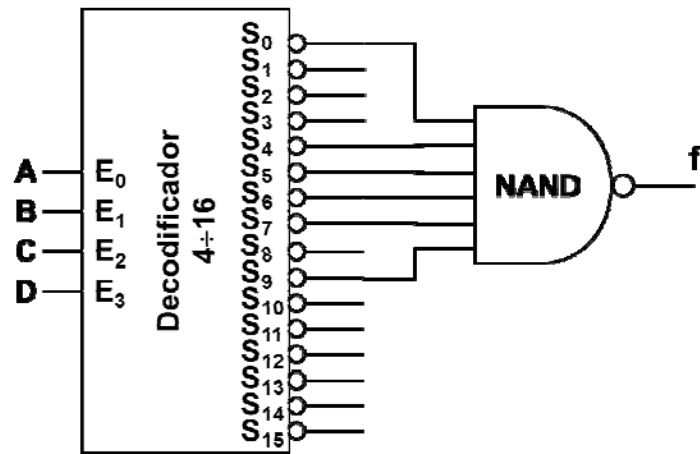 A
B
C
D
E₀
E₁
E₂
E₃
Decodificador
4÷16
S₀
S₁
S₂
S₃
S₄
S₅
S₆
S₇
S₈
S₉
S₁₀
S₁₁
S₁₂
S₁₃
S₁₄
S₁₅
NAND
f